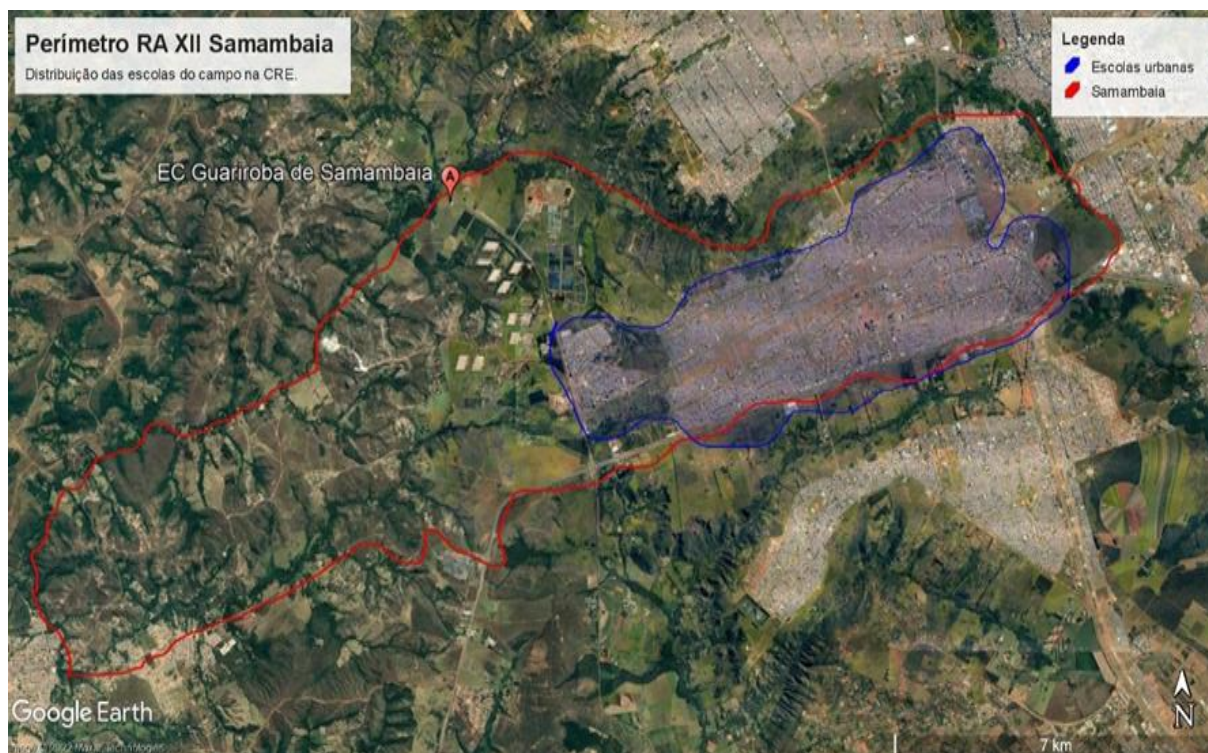 Perímetro RA XII Samambaia
Distribuição das escolas do campo na CRE.
Legenda
Escolas urbanas
Samambaia
EC Guariroba de Samambaia
A
Google Earth
N
7 km